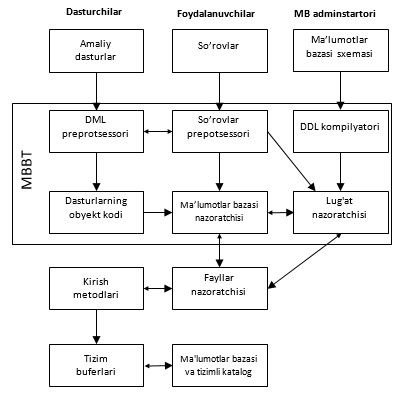 Dasturchilar
Foydalanuvchilar
MB adminstartori
Amaliy
dasturlar
So‘rovlar
Ma’lumotlar
bazasi sxemasi
MBBT
DML
preprotsessori
So‘rovlar
prepotsessori
DDL kompilyatori
Dasturlarning
obyekt kodi
Ma’lumotlar bazasi
nazoratchisi
Lug‘at
nazoratchisi
Kirish
metodlari
Fayllar
nazoratchisi
Tizim
buferlari
Ma'lumotlar bazasi
va tizimli katalog